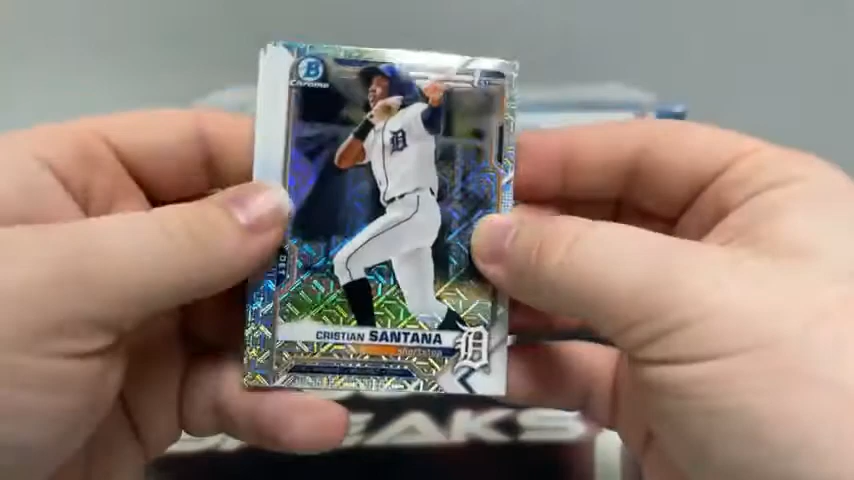 B
Chrome
D
DET
CRISTIAN SANTANA
shortstop
D
EAKS